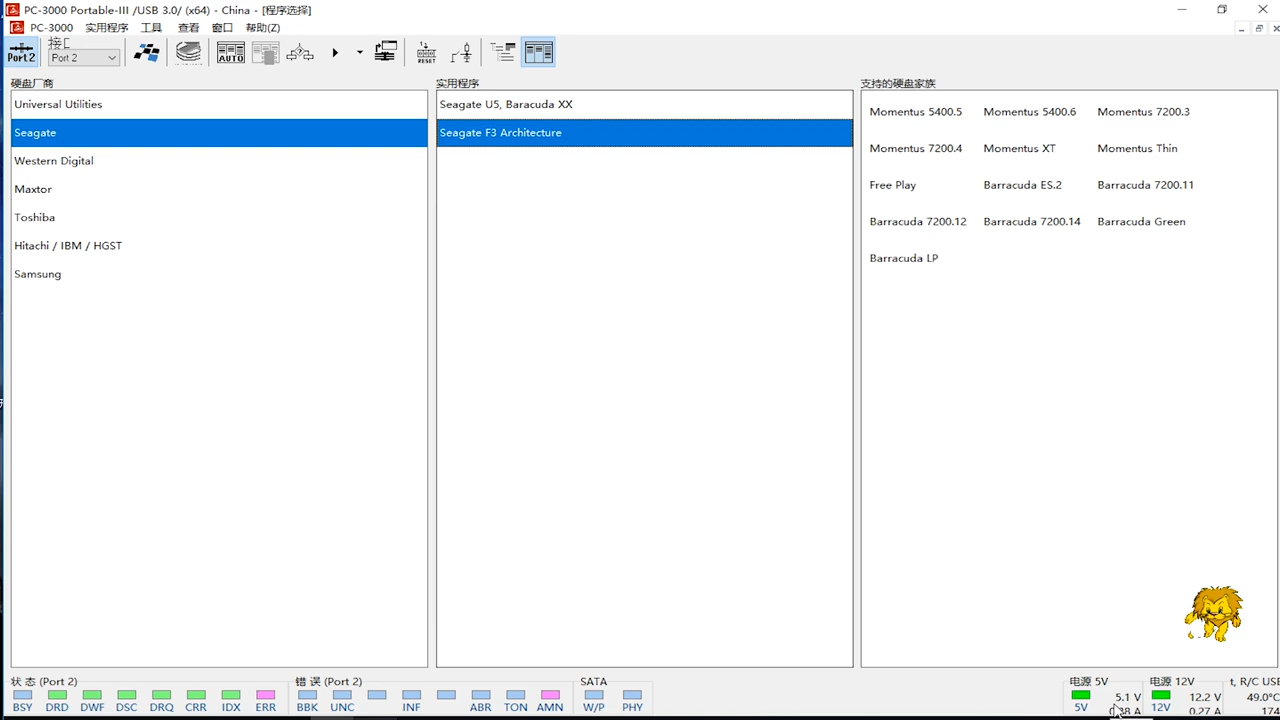 PC-3000 Portable-III /USB 3.0/ (x64) - China - [程序选择]
PC-3000 实用程序 工具 查看 窗口 帮助(Z)
Port2 接口 Port 2 AUTO RESET
硬盘厂商 实用程序 支持的硬盘家族
Universal Utilities
Seagate
Western Digital
Maxtor
Toshiba
Hitachi / IBM / HGST
Samsung
Seagate U5, Baracuda XX
Seagate F3 Architecture
Momentus 5400.5 Momentus 5400.6 Momentus 7200.3
Momentus 7200.4 Momentus XT Momentus Thin
Free Play Barracuda ES.2 Barracuda 7200.11
Barracuda 7200.12 Barracuda 7200.14 Barracuda Green
Barracuda LP
状 态 (Port 2) 错 误 (Port 2) SATA 电源 5V 电源 12V t, R/C USB
5.1 V 12.2 V 49.0°C
BSY DRD DWF DSC DRQ CRR IDX ERR BBK UNC INF ABR TON AMN W/P PHY 5V 12V 0.27 A 174